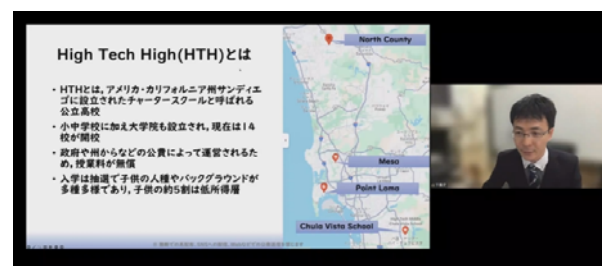 High Tech High(HTH)とは
・HTHとは,アメリカ・カリフォルニア州サンディエ
ゴに設立されたチャータースクールと呼ばれる
公立高校
・小中学校に加え大学院も設立され,現在は14
校が開校
・政府や州からなどの公費によって運営されるた
め,授業料が無償
・入学は抽選で子供の人種やバックグラウンドが
多種多様であり,子供の約5割は低所得層
North County
Mesa
Point Loma
Chula Vista School